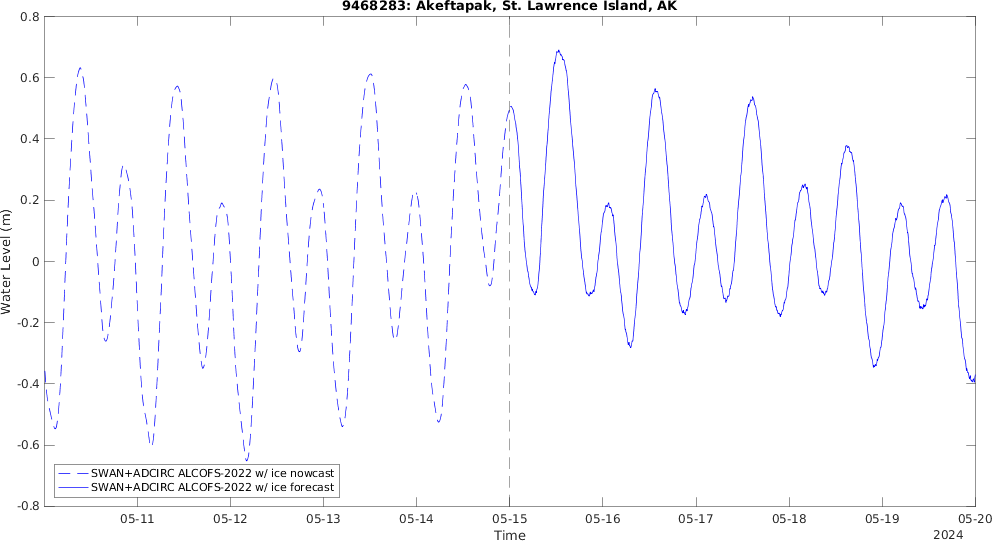 9468283: Akeftapak, St. Lawrence Island, AK
Water Level (m)
0.8
0.6
0.4
0.2
0
-0.2
-0.4
-0.6
-0.8
SWAN+ADCIRC ALCOFS-2022 w/ ice nowcast
SWAN+ADCIRC ALCOFS-2022 w/ ice forecast
05-11 05-12 05-13 05-14 05-15 05-16 05-17 05-18 05-19 05-20
Time
2024